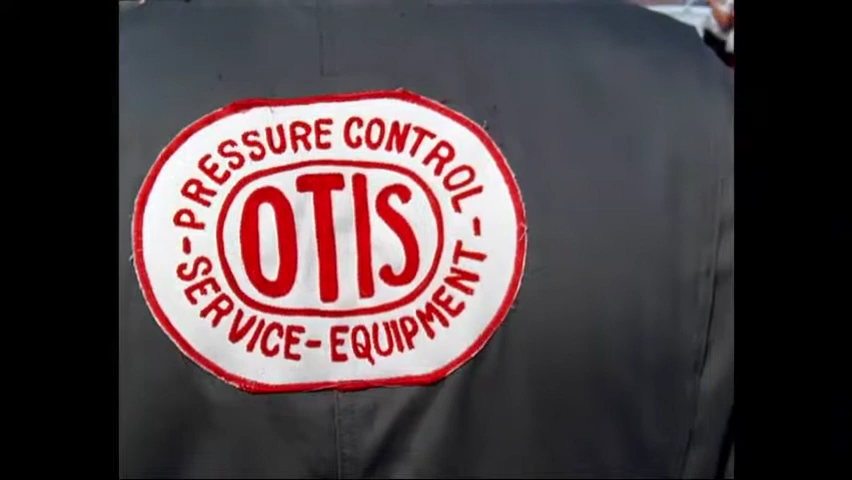 PRESSURE CONTROL
OTIS
-SERVICE-EQUIPMENT-